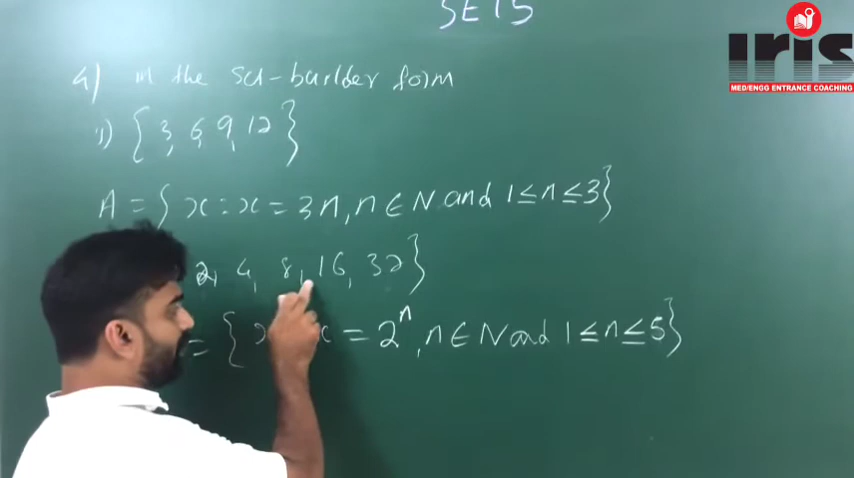 SETS
IRIS
MED/ENGG ENTRANCE COACHING
4) in the set-builder form
i) {3, 6, 9, 12}
A = {x : x = 3n, n ∈ N and 1 ≤ n ≤ 3}
2, 4, 8, 16, 32}
= { = 2ⁿ, n ∈ N and 1 ≤ n ≤ 5}